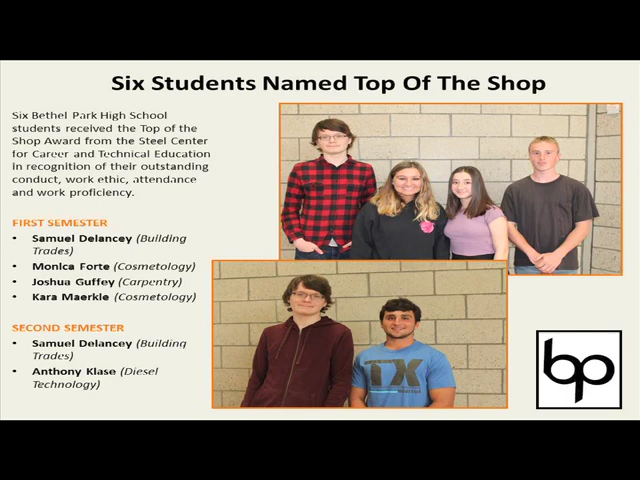 Six Students Named Top Of The Shop
Six Bethel Park High School
students received the Top of the
Shop Award from the Steel Center
for Career and Technical Education
in recognition of their outstanding
conduct, work ethic, attendance
and work proficiency.
FIRST SEMESTER
• Samuel Delancey (Building
Trades)
• Monica Forte (Cosmetology)
• Joshua Guffey (Carpentry)
• Kara Maerkle (Cosmetology)
SECOND SEMESTER
• Samuel Delancey (Building
Trades)
• Anthony Klase (Diesel
Technology)
TX
bp